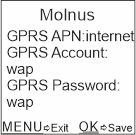 Molnus
GPRS APN:internet
GPRS Account:
wap
GPRS Password:
wap
MENU⇨Exit OK⇨Save